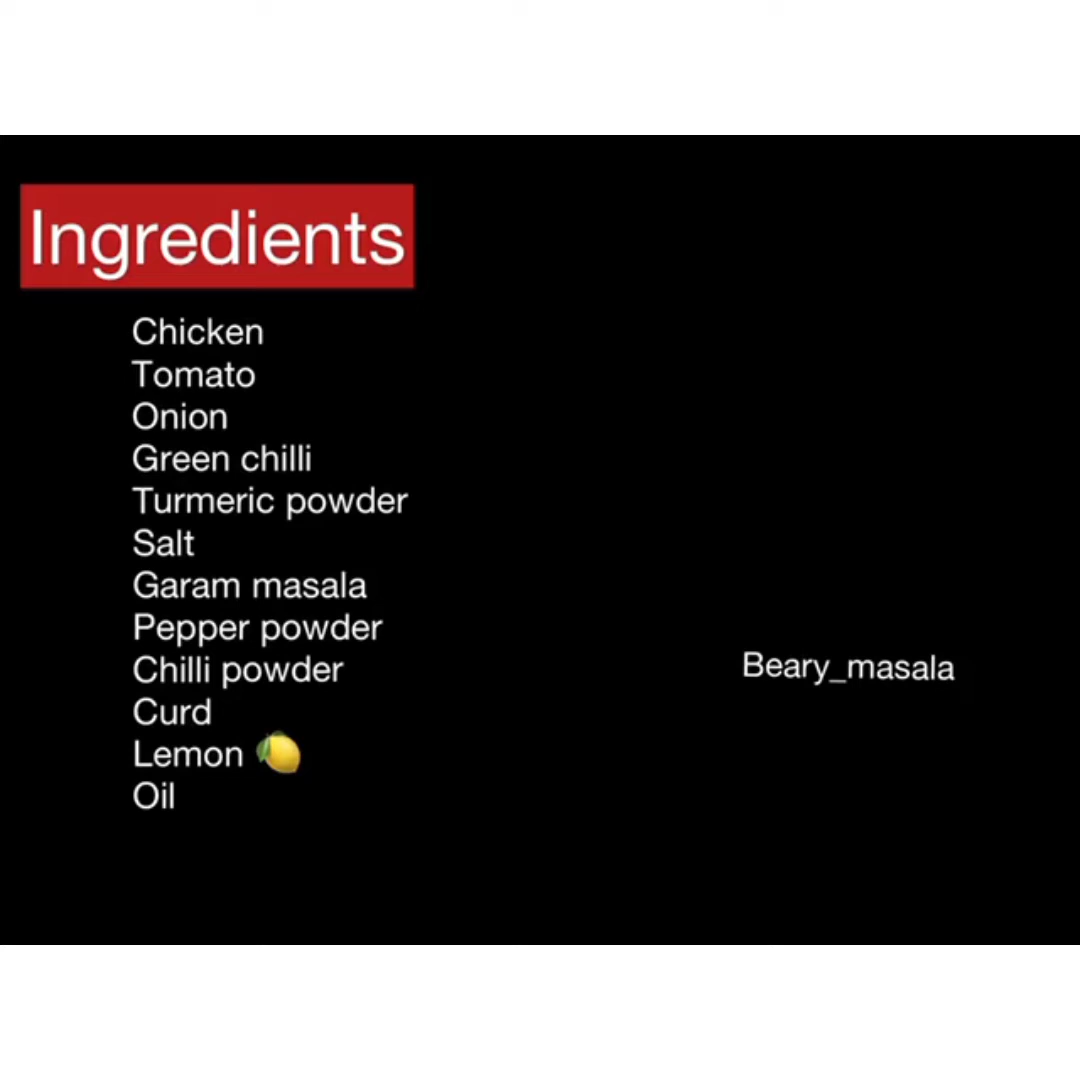 Ingredients
Chicken
Tomato
Onion
Green chilli
Turmeric powder
Salt
Garam masala
Pepper powder
Chilli powder
Curd
Lemon 🍋
Oil
Beary_masala